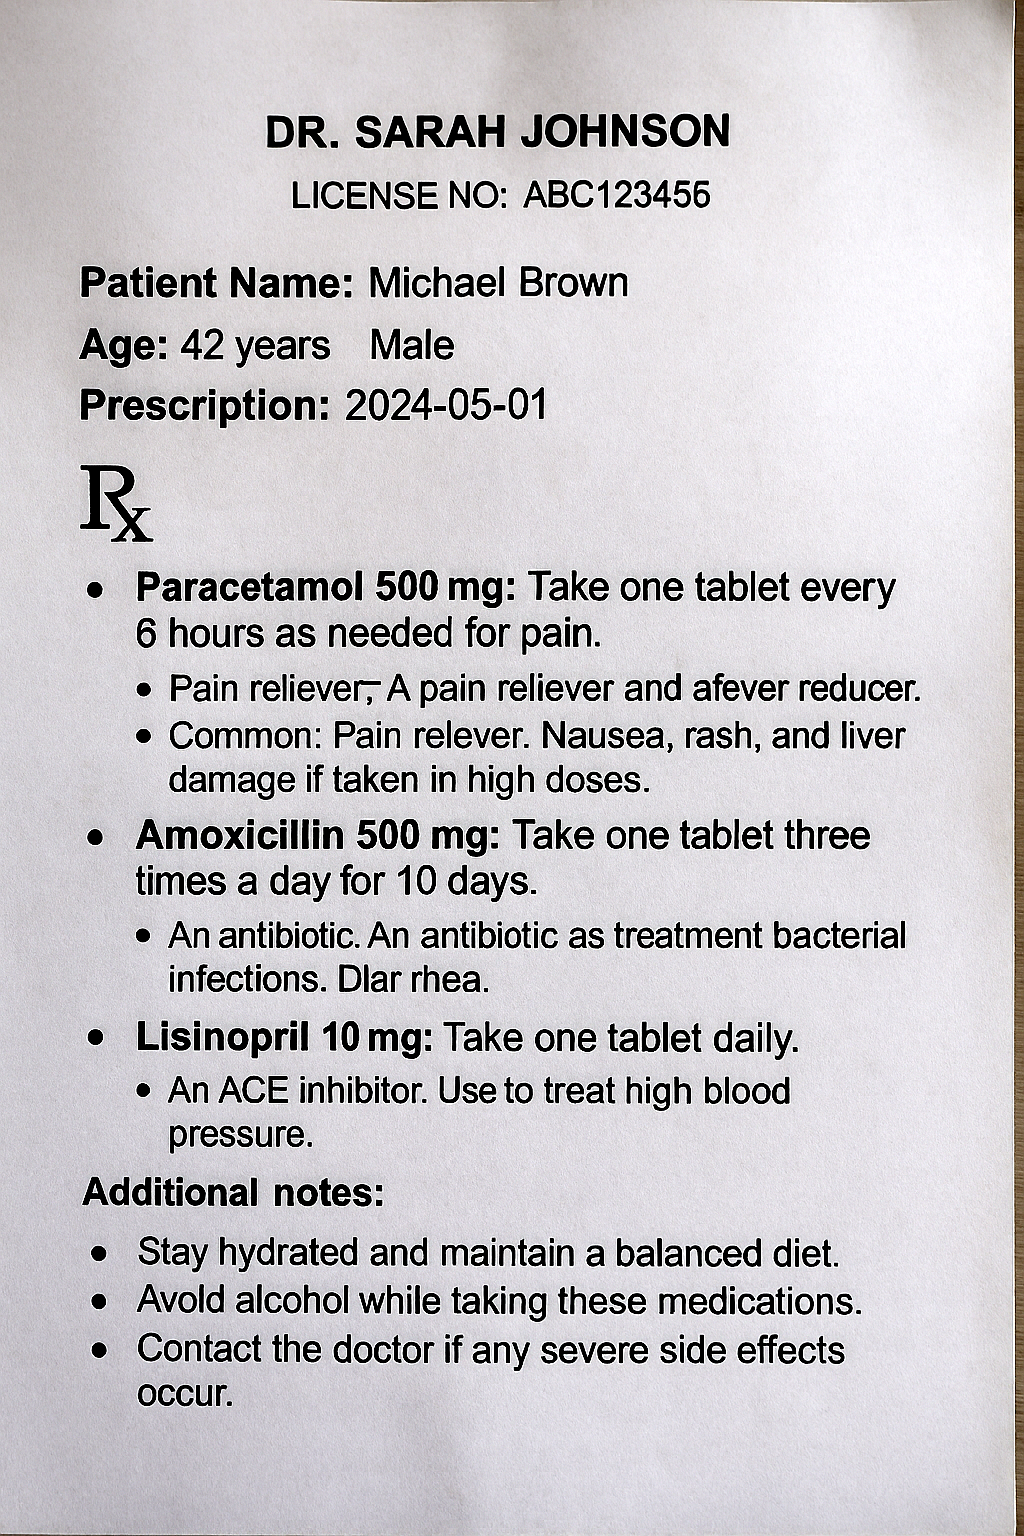 DR. SARAH JOHNSON
LICENSE NO: ABC123456
Patient Name: Michael Brown
Age: 42 years Male
Prescription: 2024-05-01
Rx
• Paracetamol 500 mg: Take one tablet every
6 hours as needed for pain.
• Pain reliever; A pain reliever and afever reducer.
• Common: Pain relever. Nausea, rash, and liver
damage if taken in high doses.
• Amoxicillin 500 mg: Take one tablet three
times a day for 10 days.
• An antibiotic. An antibiotic as treatment bacterial
infections. Dlar rhea.
• Lisinopril 10 mg: Take one tablet daily.
• An ACE inhibitor. Use to treat high blood
pressure.
Additional notes:
• Stay hydrated and maintain a balanced diet.
• Avold alcohol while taking these medications.
• Contact the doctor if any severe side effects
occur.